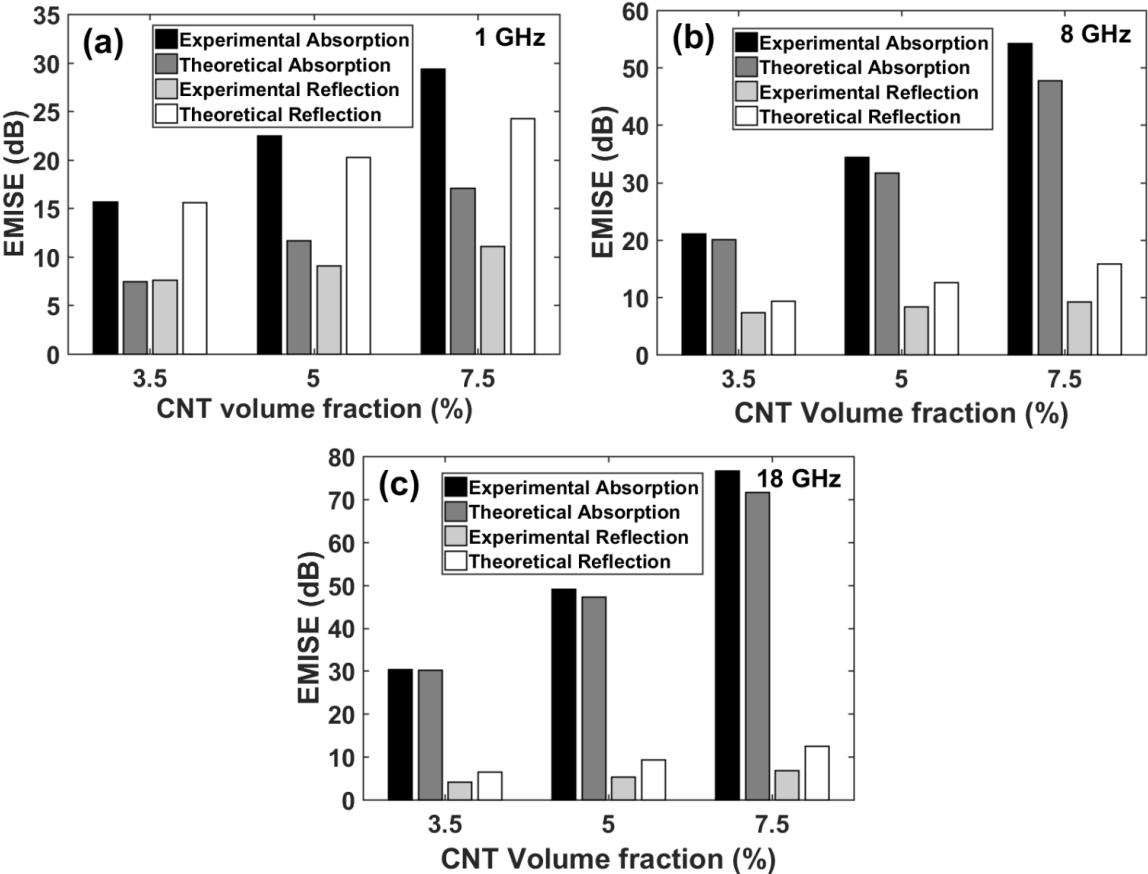 (a)
1 GHz
Experimental Absorption
Theoretical Absorption
Experimental Reflection
Theoretical Reflection
EMISE (dB)
35
30
25
20
15
10
5
0
3.5 5 7.5
CNT volume fraction (%)
(b)
8 GHz
Experimental Absorption
Theoretical Absorption
Experimental Reflection
Theoretical Reflection
EMISE (dB)
60
50
40
30
20
10
0
3.5 5 7.5
CNT Volume fraction (%)
(c)
18 GHz
Experimental Absorption
Theoretical Absorption
Experimental Reflection
Theoretical Reflection
EMISE (dB)
80
70
60
50
40
30
20
10
0
3.5 5 7.5
CNT Volume fraction (%)